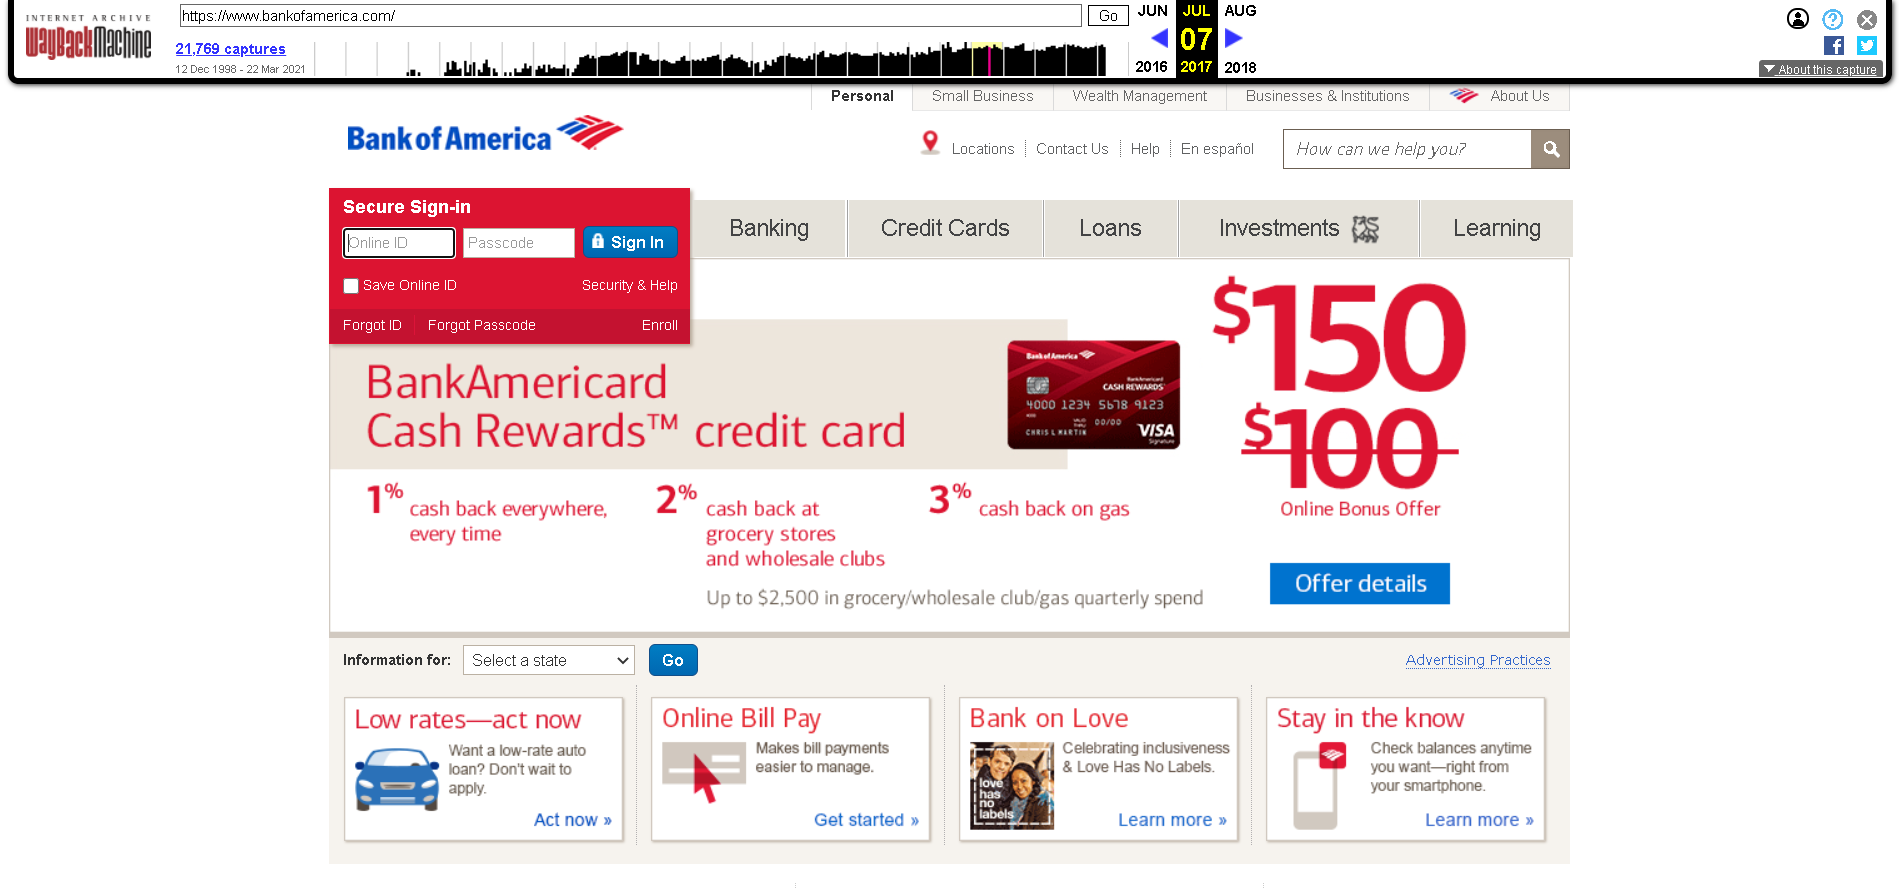 INTERNET ARCHIVE
WayBackMachine
https://www.bankofamerica.com/
Go
JUN
JUL
AUG
21,769 captures
07
12 Dec 1998 - 22 Mar 2021
2016
2017
2018
About this capture
Personal
Small Business
Wealth Management
Businesses & Institutions
About Us
Bank of America
Locations
Contact Us
Help
En español
How can we help you?
Secure Sign-in
Online ID
Passcode
Sign In
Save Online ID
Security & Help
Forgot ID
Forgot Passcode
Enroll
Banking
Credit Cards
Loans
Investments
Learning
BankAmericard
Cash Rewards™ credit card
Bank of America
BankAmericard
CASH REWARDS
4000 1234 5678 9123
VALID THRU 00/00
CHRIS L MARTIN
VISA
Signature
$150
$100
Online Bonus Offer
1% cash back everywhere,
every time
2% cash back at
grocery stores
and wholesale clubs
3% cash back on gas
Up to $2,500 in grocery/wholesale club/gas quarterly spend
Offer details
Information for:
Select a state
Go
Advertising Practices
Low rates—act now
Want a low-rate auto
loan? Don't wait to
apply.
Act now »
Online Bill Pay
Makes bill payments
easier to manage.
Get started »
Bank on Love
love
has
no
labels
Celebrating inclusiveness
& Love Has No Labels.
Learn more »
Stay in the know
Check balances anytime
you want—right from
your smartphone.
Learn more »